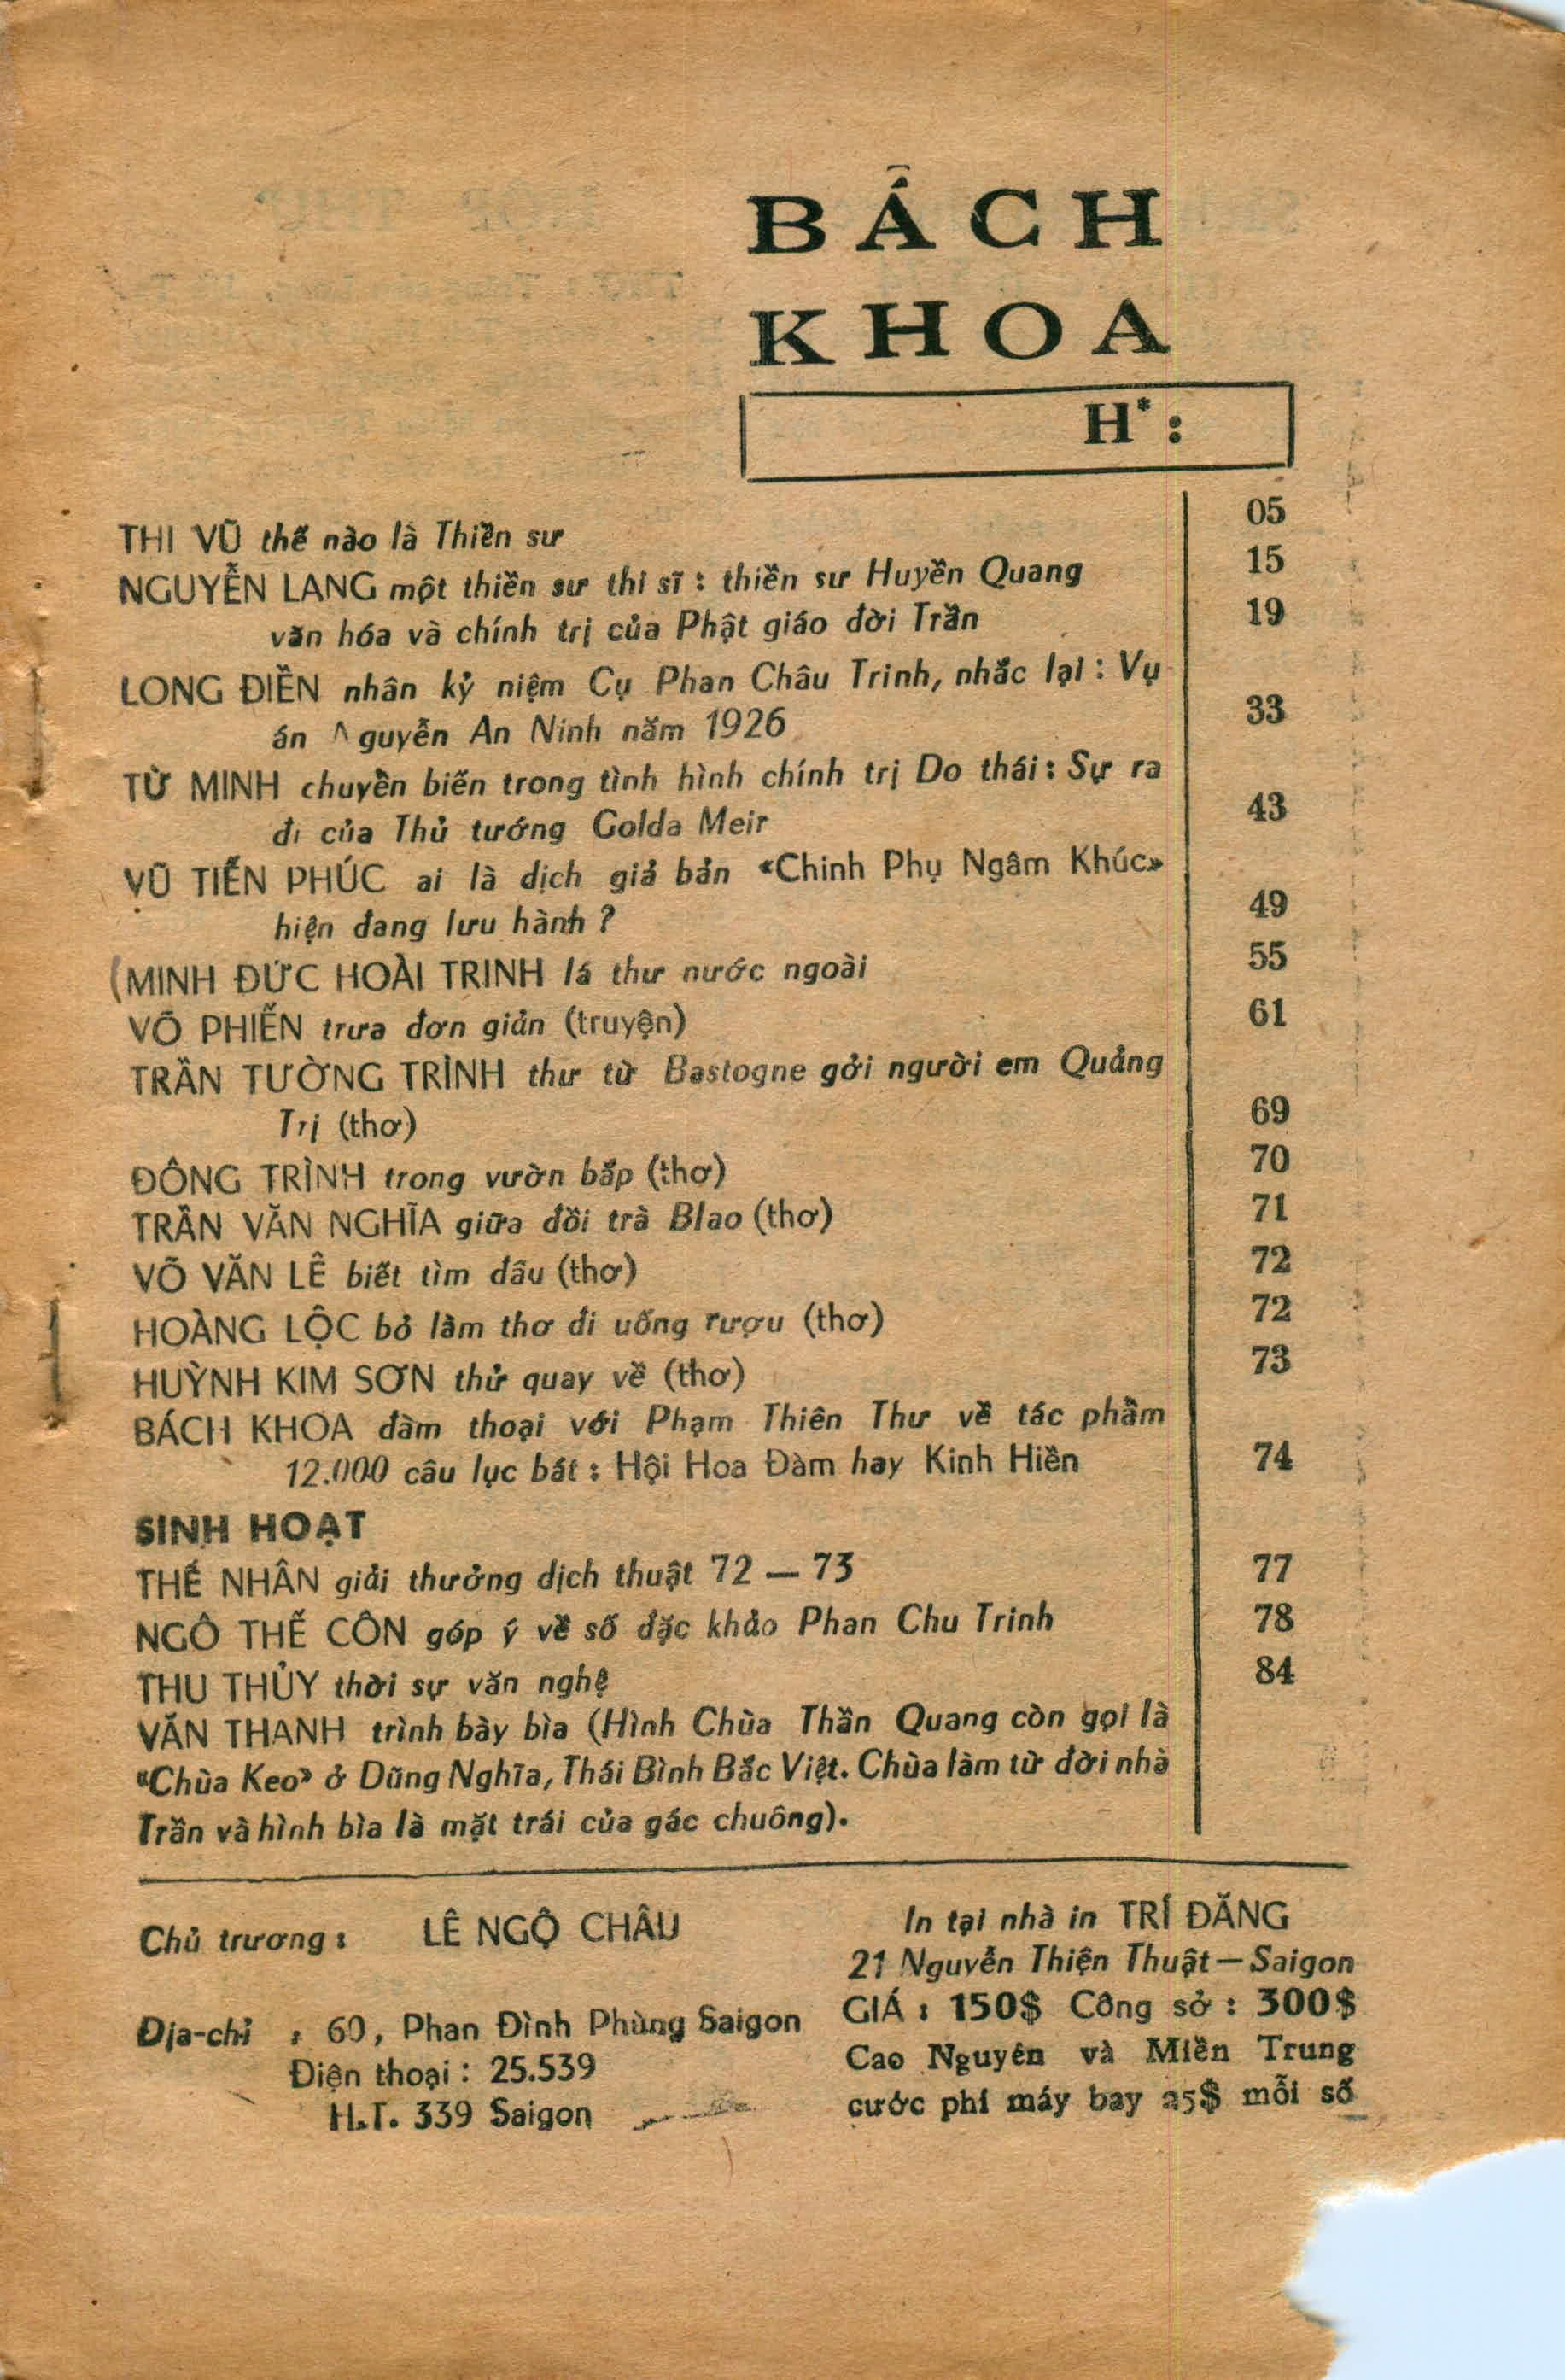 BÁCH
KHOA
H* :
THI VŨ thế nào là Thiền sư 05
NGUYỄN LANG một thiền sư thi sĩ : thiền sư Huyền Quang 15
văn hóa và chính trị của Phật giáo đời Trần 19
LONG ĐIỀN nhân kỷ niệm Cụ Phan Châu Trinh, nhắc lại : Vụ
án Nguyễn An Ninh năm 1926 33
TỪ MINH chuyển biến trong tình hình chính trị Do thái : Sự ra
đi của Thủ tướng Golda Meir 43
VŨ TIẾN PHÚC ai là dịch giả bản «Chinh Phụ Ngâm Khúc»
hiện đang lưu hành ? 49
(MINH ĐỨC HOÀI TRINH lá thư nước ngoài 55
VÕ PHIẾN trưa đơn giản (truyện) 61
TRẦN TƯỜNG TRÌNH thư từ Bastogne gởi người em Quảng
Trị (thơ) 69
ĐÔNG TRÌNH trong vườn bắp (thơ) 70
TRẦN VĂN NGHĨA giữa đồi trà Blao (thơ) 71
VÕ VĂN LÊ biết tìm đâu (thơ) 72
HOÀNG LỘC bỏ làm thơ đi uống rượu (thơ) 72
HUỲNH KIM SƠN thử quay về (thơ) 73
BÁCH KHOA đàm thoại với Phạm Thiên Thư về tác phẩm
12.000 câu lục bát : Hội Hoa Đàm hay Kinh Hiền 74
SINH HOẠT
THẾ NHÂN giải thưởng dịch thuật 72 — 73 77
NGÔ THẾ CÔN góp ý về số đặc khảo Phan Chu Trinh 78
THU THỦY thời sự văn nghệ 84
VĂN THANH trình bày bìa (Hình Chùa Thần Quang còn gọi là
«Chùa Keo» ở Dũng Nghĩa, Thái Bình Bắc Việt. Chùa làm từ đời nhà
Trần và hình bìa là mặt trái của gác chuông).
Chủ trương : LÊ NGỘ CHÂU
Địa-chỉ : 60, Phan Đình Phùng Saigon
Điện thoại : 25.539
H.T. 339 Saigon
In tại nhà in TRÍ ĐĂNG
21 Nguyễn Thiện Thuật — Saigon
GIÁ : 150$ Công sở : 300$
Cao Nguyên và Miền Trung
cước phí máy bay 25$ mỗi số